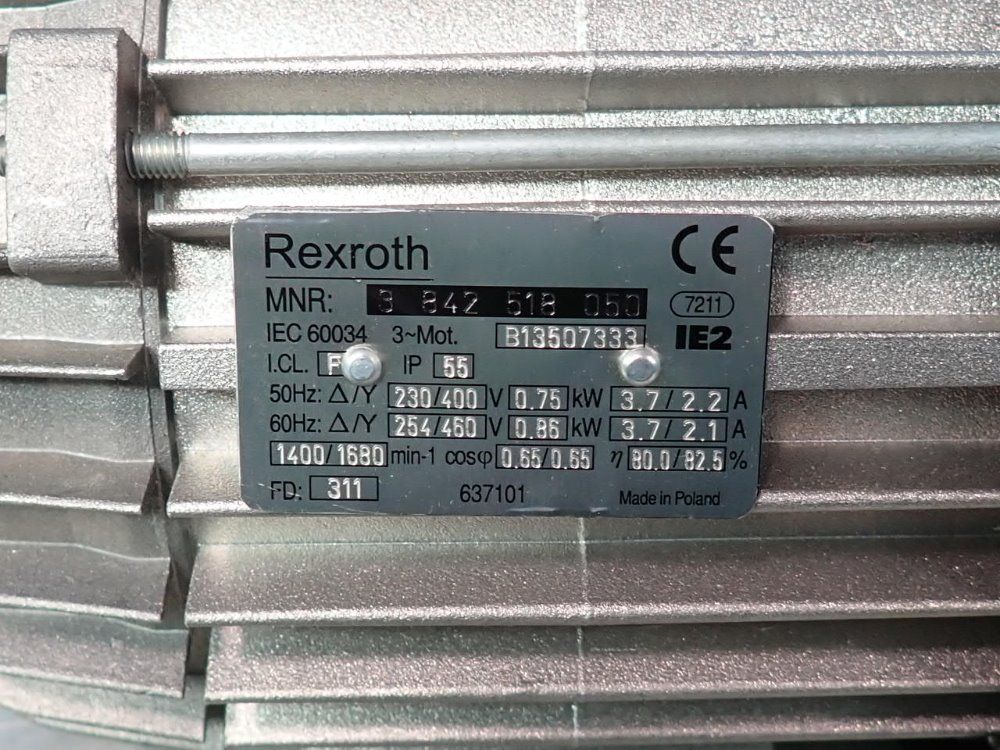 Rexroth CE
MNR: 3 842 518 050 7211
IEC 60034 3~Mot. B13507333 IE2
I.CL. F IP 55
50Hz: Δ/Y 230/400 V 0.75 kW 3.7/2.2 A
60Hz: Δ/Y 254/460 V 0.86 kW 3.7/2.1 A
1400/1680 min-1 cosφ 0.65/0.65 η 80.0/82.5 %
FD: 311 637101 Made in Poland